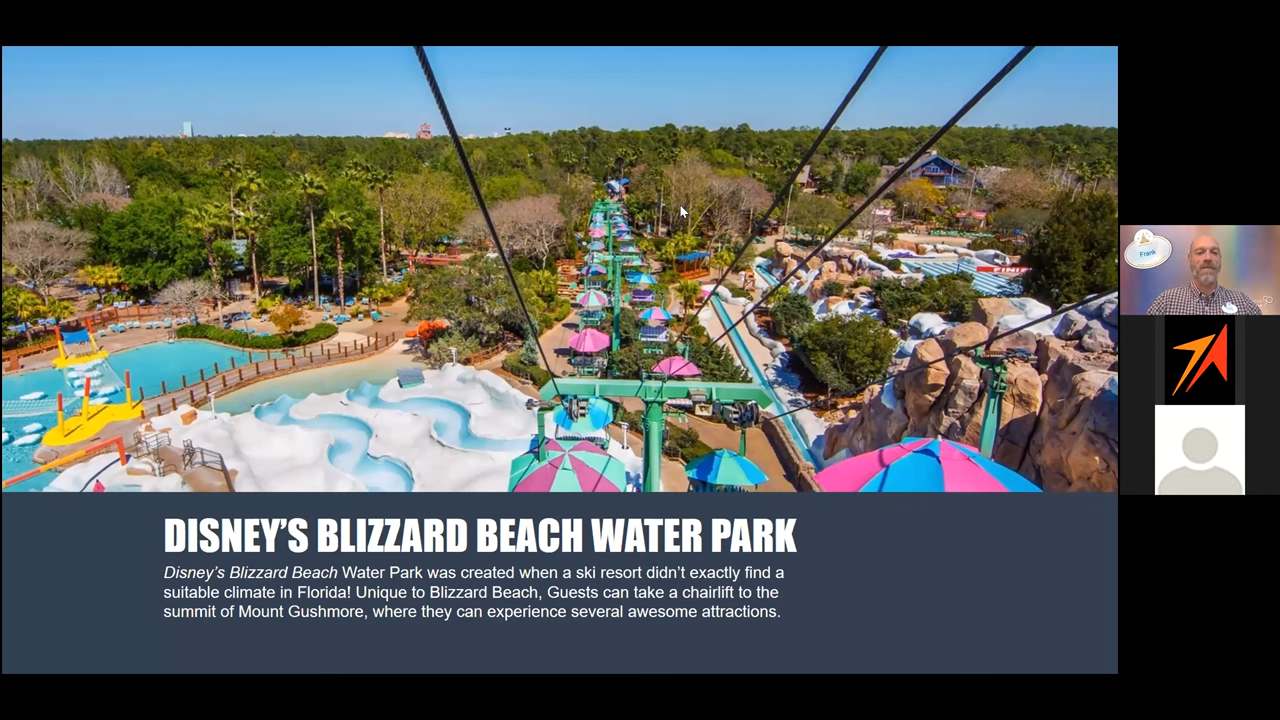 DISNEY’S BLIZZARD BEACH WATER PARK
Disney’s Blizzard Beach Water Park was created when a ski resort didn’t exactly find a
suitable climate in Florida! Unique to Blizzard Beach, Guests can take a chairlift to the
summit of Mount Gushmore, where they can experience several awesome attractions.
Frank